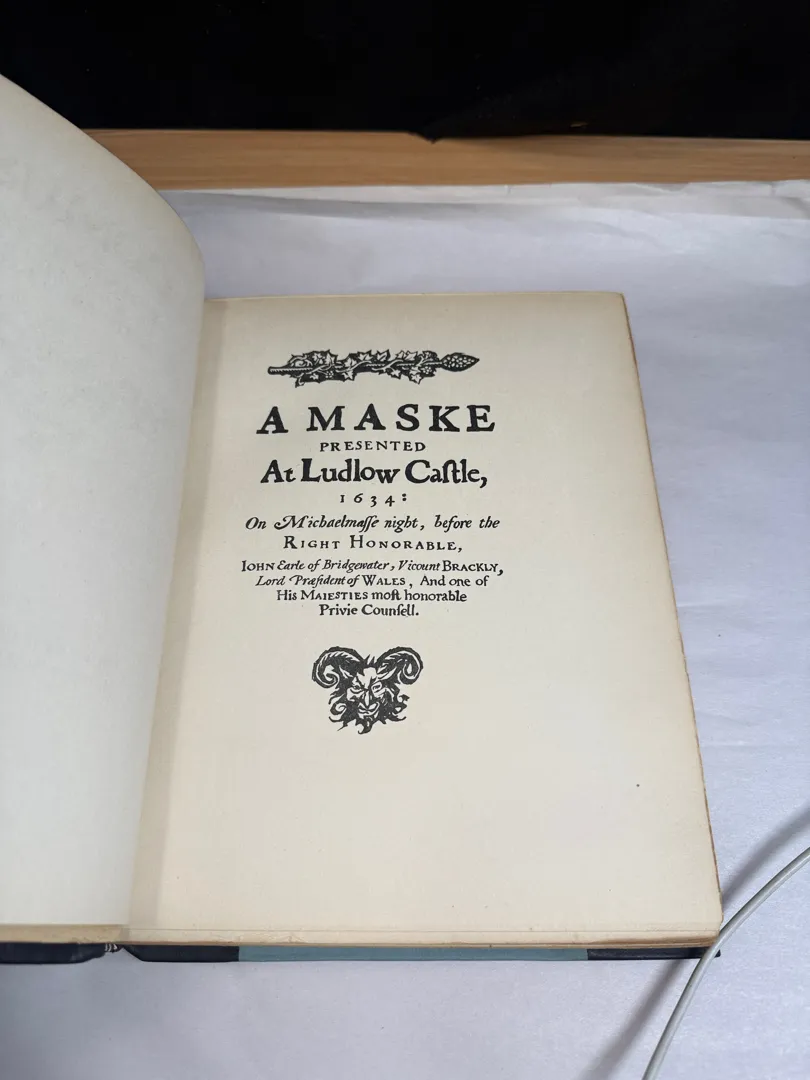 A MASKE
PRESENTED
At Ludlow Caſtle,
1634:
On Michaelmaſſe night, before the
RIGHT HONORABLE,
IOHN Earle of Bridgewater, Vicount BRACKLY,
Lord Præſident of WALES, And one of
His MAIESTIES moſt honorable
Privie Counſell.